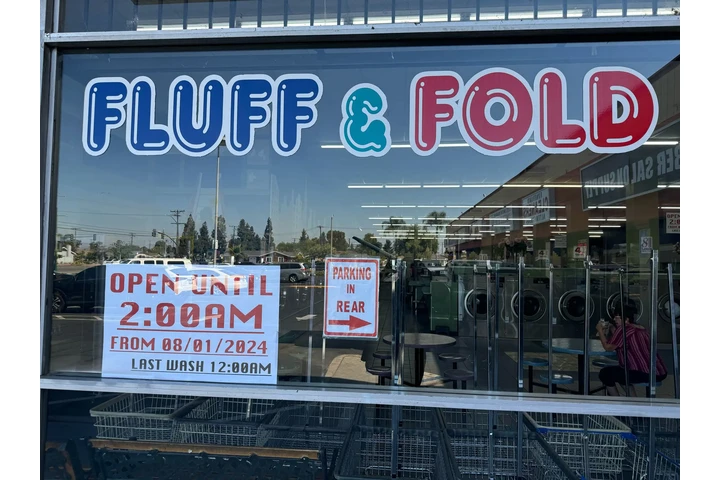 FLUFF & FOLD
OPEN UNTIL
2:00AM
FROM 08/01/2024
LAST WASH 12:00AM
PARKING
IN
REAR